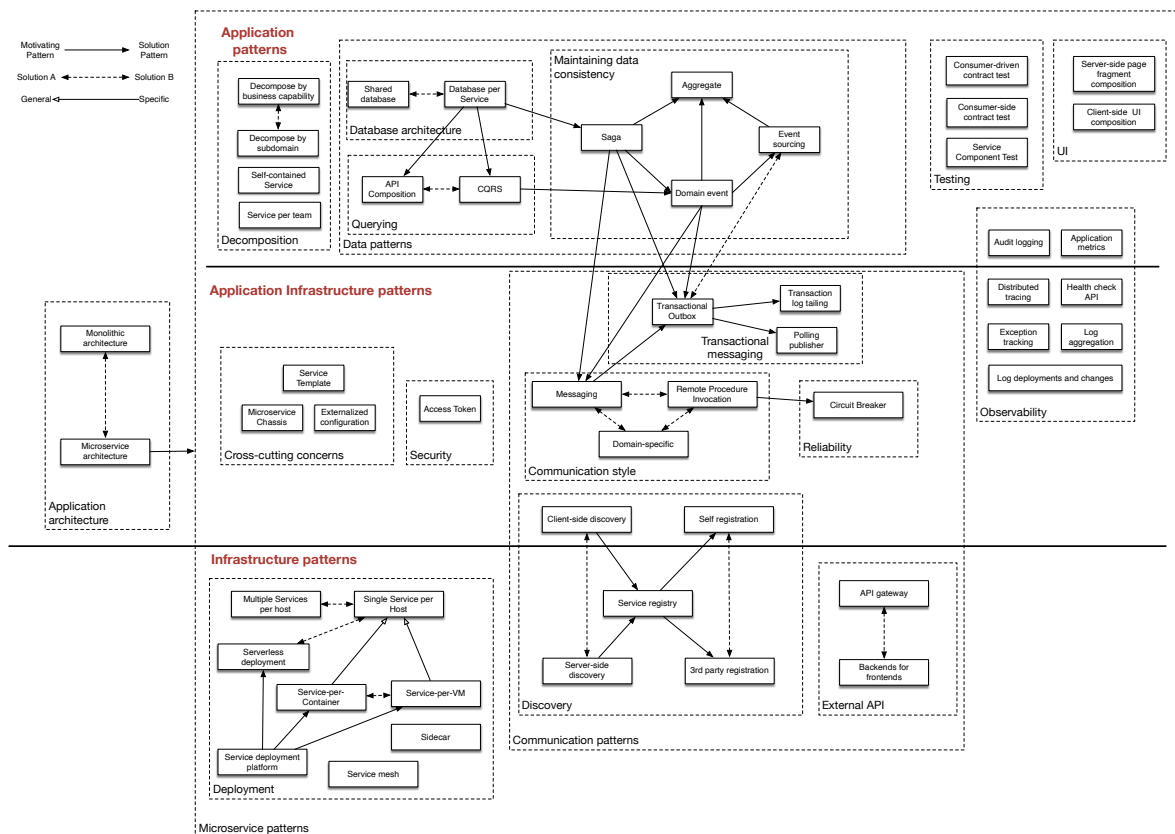 Motivating
Pattern
Solution
Pattern
Solution A
Solution B
General
Specific
Application
patterns
Decompose by
business capability
Decompose by
subdomain
Self-contained
Service
Service per team
Decomposition
Shared
database
Database per
Service
Database architecture
API
Composition
CQRS
Querying
Data patterns
Maintaining data
consistency
Aggregate
Saga
Event
sourcing
Domain event
Consumer-driven
contract test
Consumer-side
contract test
Service
Component Test
Testing
Server-side page
fragment
composition
Client-side UI
composition
UI
Audit logging
Application
metrics
Distributed
tracing
Health check
API
Exception
tracking
Log
aggregation
Log deployments and changes
Observability
Application Infrastructure patterns
Monolithic
architecture
Microservice
architecture
Application
architecture
Service
Template
Microservice
Chassis
Externalized
configuration
Cross-cutting concerns
Access Token
Security
Transactional
Outbox
Transaction
log tailing
Polling
publisher
Transactional
messaging
Messaging
Remote Procedure
Invocation
Domain-specific
Communication style
Circuit Breaker
Reliability
Client-side discovery
Self registration
Service registry
Server-side
discovery
3rd party registration
Discovery
API gateway
Backends for
frontends
External API
Communication patterns
Infrastructure patterns
Multiple Services
per host
Single Service per
Host
Serverless
deployment
Service-per-
Container
Service-per-VM
Sidecar
Service deployment
platform
Service mesh
Deployment
Microservice patterns